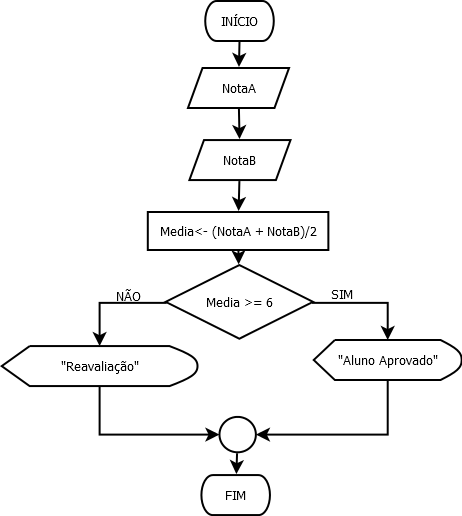 INÍCIO
NotaA
NotaB
Media<- (NotaA + NotaB)/2
Media >= 6
NÃO
SIM
"Reavaliação"
"Aluno Aprovado"
FIM